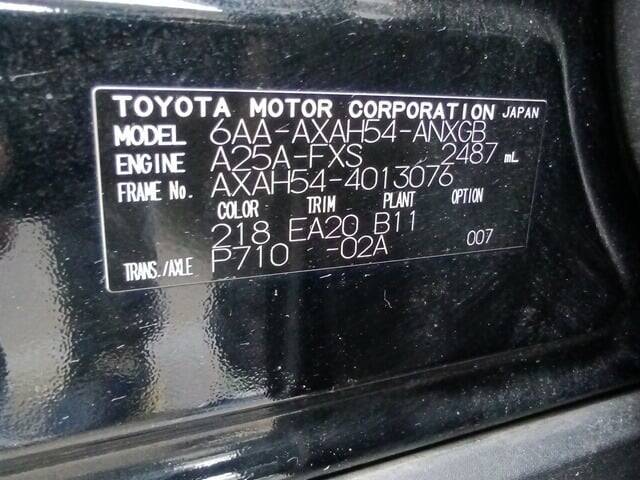 TOYOTA MOTOR CORPORATION JAPAN
MODEL 6AA-AXAH54-ANXGB
ENGINE A25A-FXS 2487 mL
FRAME No. AXAH54-4013076
COLOR TRIM PLANT OPTION
218 EA20 B11
TRANS./AXLE P710 -02A 007